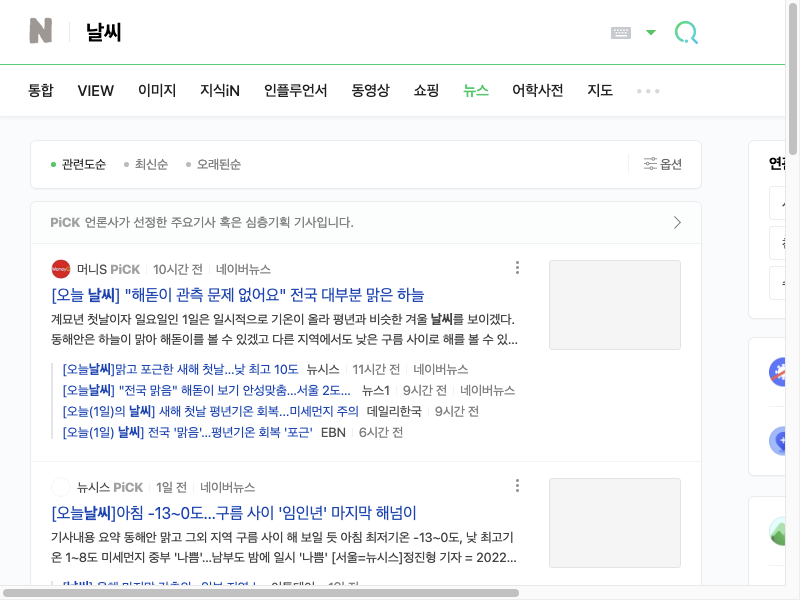 N 날씨
통합 VIEW 이미지 지식iN 인플루언서 동영상 쇼핑 뉴스 어학사전 지도
관련도순 최신순 오래된순 옵션
PiCK 언론사가 선정한 주요기사 혹은 심층기획 기사입니다.
머니S PiCK 10시간 전 네이버뉴스
[오늘 날씨] "해돋이 관측 문제 없어요" 전국 대부분 맑은 하늘
계묘년 첫날이자 일요일인 1일은 일시적으로 기온이 올라 평년과 비슷한 겨울 날씨를 보이겠다.
동해안은 하늘이 맑아 해돋이를 볼 수 있겠고 다른 지역에서도 낮은 구름 사이로 해를 볼 수 있...
[오늘날씨]맑고 포근한 새해 첫날...낮 최고 10도 뉴시스 11시간 전 네이버뉴스
[오늘날씨] "전국 맑음" 해돋이 보기 안성맞춤...서울 2도... 뉴스1 9시간 전 네이버뉴스
[오늘(1일)의 날씨] 새해 첫날 평년기온 회복...미세먼지 주의 데일리한국 9시간 전
[오늘(1일) 날씨] 전국 '맑음'...평년기온 회복 '포근' EBN 6시간 전
뉴시스 PiCK 1일 전 네이버뉴스
[오늘날씨]아침 -13~0도...구름 사이 '임인년' 마지막 해넘이
기사내용 요약 동해안 맑고 그외 지역 구름 사이 해 보일 듯 아침 최저기온 -13~0도, 낮 최고기
온 1~8도 미세먼지 중부 '나쁨'...남부도 밤에 일시 '나쁨' [서울=뉴시스]정진형 기자 = 2022...